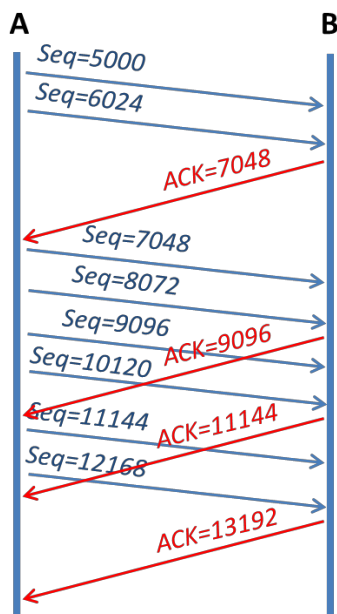 A
B
Seq=5000
Seq=6024
ACK=7048
Seq=7048
Seq=8072
Seq=9096
ACK=9096
Seq=10120
Seq=11144
ACK=11144
Seq=12168
ACK=13192